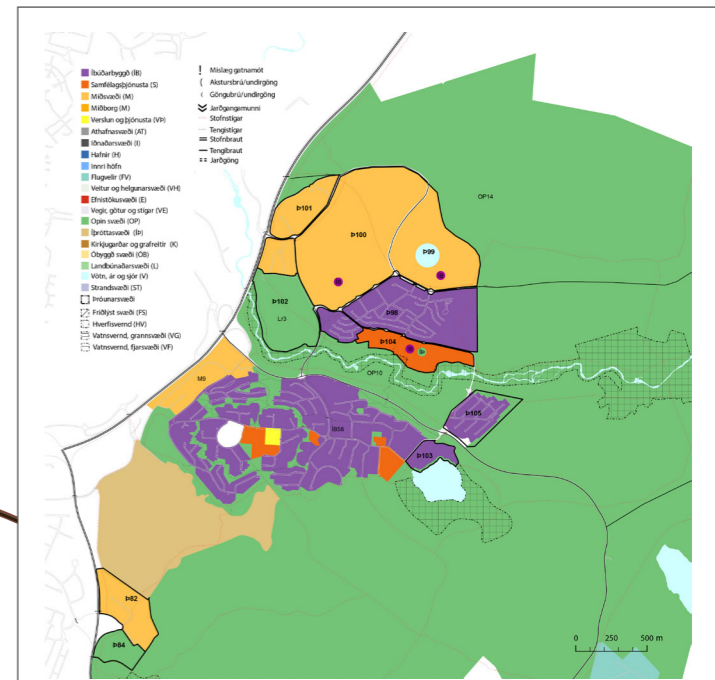 Íbúðarbyggð (ÍB)
Samfélagsþjónusta (S)
Miðsvæði (M)
Miðborg (M)
Verslun og þjónusta (VÞ)
Athafnasvæði (AT)
Iðnaðarsvæði (I)
Hafnir (H)
Innri höfn
Flugvellir (FV)
Veitur og helgunarsvæði (VH)
Efnistökusvæði (E)
Vegir, götur og stígar (VE)
Opin svæði (OP)
Íþróttasvæði (ÍÞ)
Kirkjugarðar og grafreitir (K)
Óbyggð svæði (ÓB)
Landbúnaðarsvæði (L)
Vötn, ár og sjór (V)
Strandsvæði (ST)
Þróunarsvæði
Friðlýst svæði (FS)
Hverfisvernd (HV)
Vatnsvernd, grannsvæði (VG)
Vatnsvernd, fjarsvæði (VF)
Mislæg gatnamót
Akstursbrú/undirgöng
Göngubrú/undirgöng
Jarðgangamunni
Stofnstígar
Tengistígar
Stofnbraut
Tengibraut
Jarðgöng
OP14
Þ101
Þ100
Þ99
Þ102
Lr3
Þ98
Þ104
OP10
M9
ÍB56
Þ105
Þ103
Þ82
Þ84
0 250 500 m